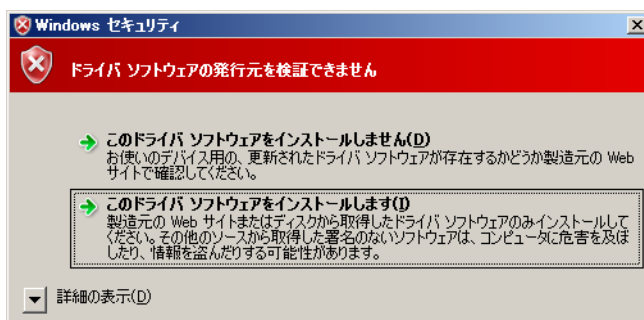 Windows セキュリティ
ドライバ ソフトウェアの発行元を検証できません
このドライバ ソフトウェアをインストールしません(D)
お使いのデバイス用の、更新されたドライバ ソフトウェアが存在するかどうか製造元の Web
サイトで確認してください。
このドライバ ソフトウェアをインストールします(I)
製造元の Web サイトまたはディスクから取得したドライバ ソフトウェアのみインストールして
ください。その他のソースから取得した署名のないソフトウェアは、コンピュータに危害を及ぼ
したり、情報を盗んだりする可能性があります。
詳細の表示(D)